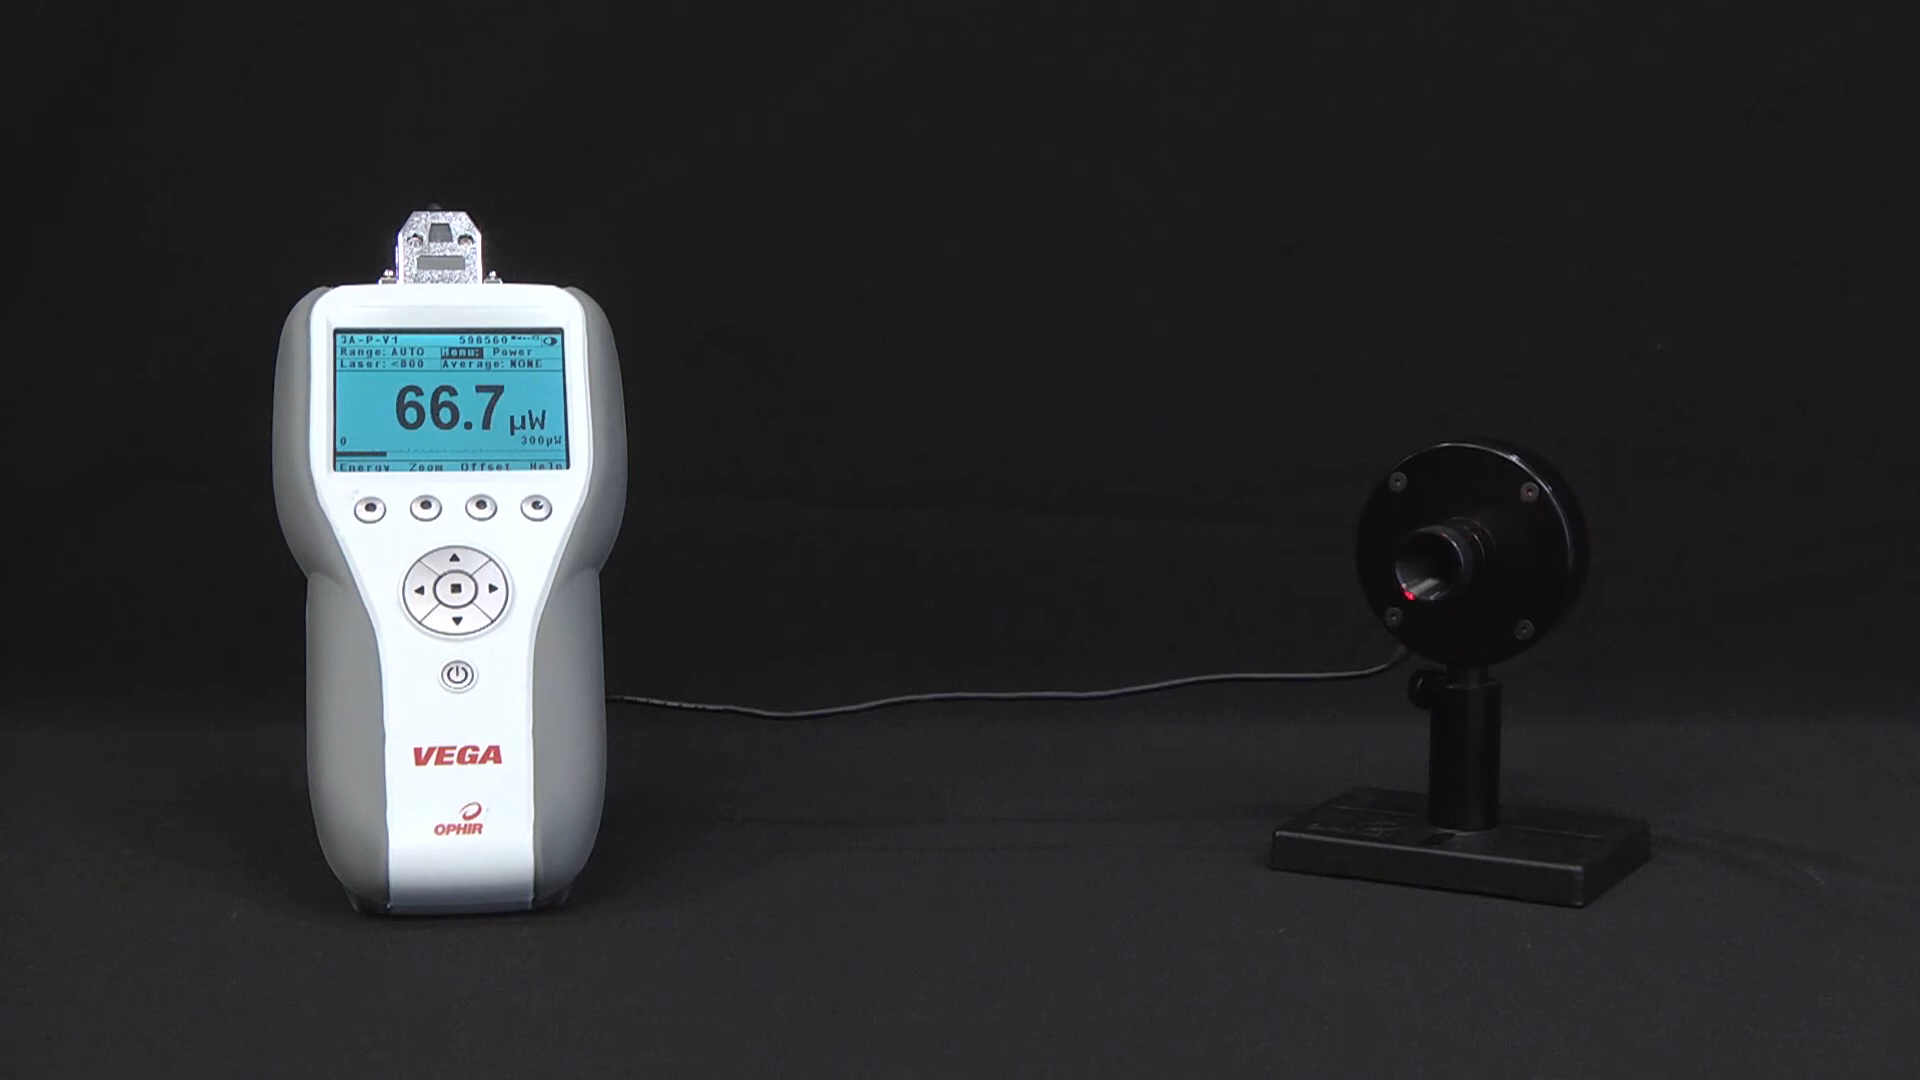 3A-P-V1 598560
Range: AUTO Menu: Power
Laser: <800 Average: NONE
66.7 µW
0 300µW
Energy Zoom Offset Help
VEGA
OPHIR